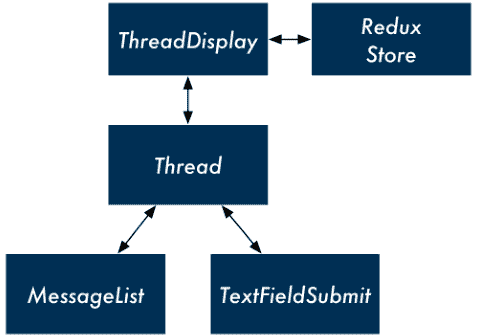 ThreadDisplay
Redux
Store
Thread
MessageList
TextFieldSubmit